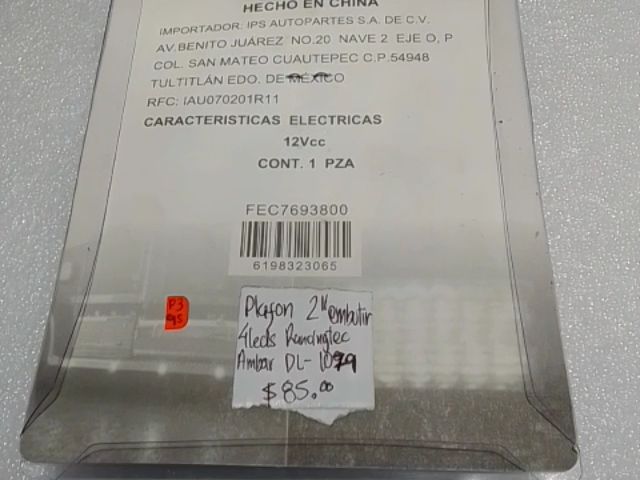 HECHO EN CHINA
IMPORTADOR: IPS AUTOPARTES S.A. DE C.V.
AV.BENITO JUÁREZ NO.20 NAVE 2 EJE O, P
COL. SAN MATEO CUAUTEPEC C.P.54948
TULTITLÁN EDO. DE MÉXICO
RFC: IAU070201R11
CARACTERISTICAS ELECTRICAS
12Vcc
CONT. 1 PZA
FEC7693800
6198323065
P3
95
Plafon 2" embutir
4leds Rancingtec
Ambar DL-1079
$85.00